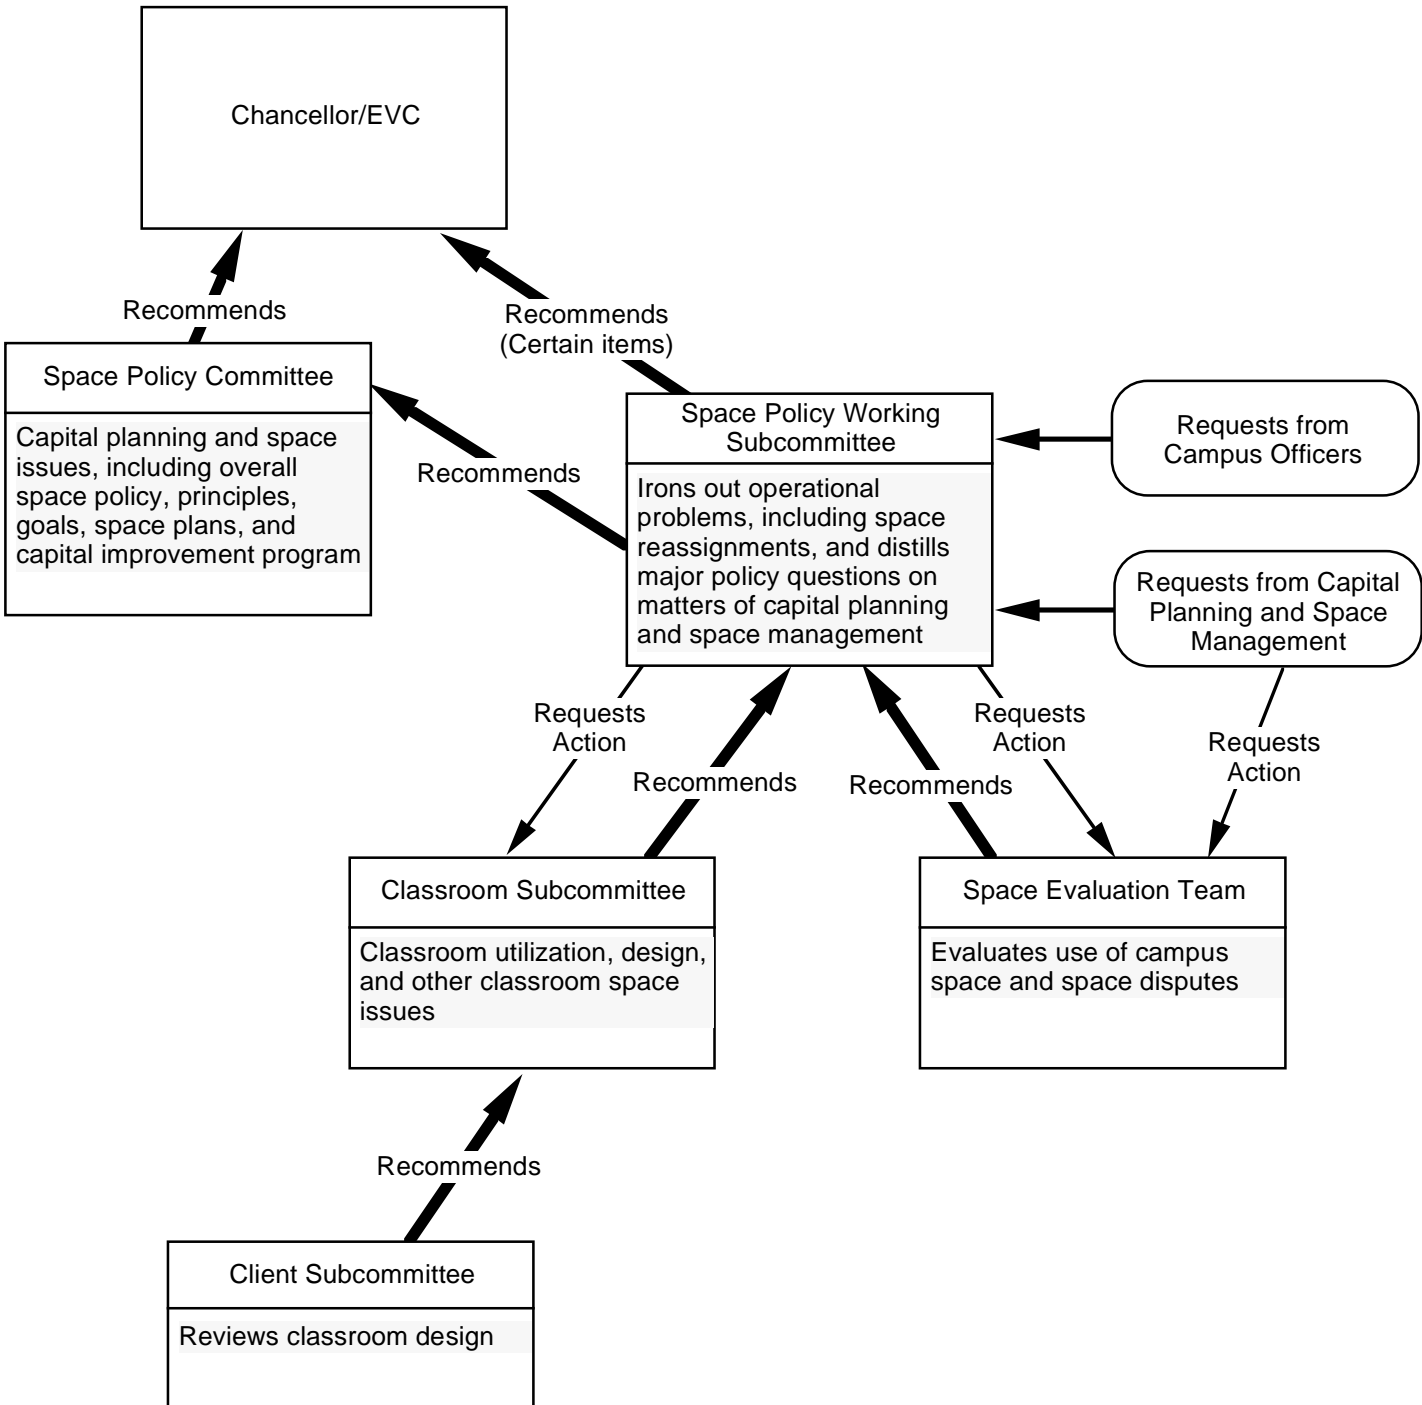 Chancellor/EVC
Recommends
Recommends
(Certain items)
Space Policy Committee
Capital planning and space
issues, including overall
space policy, principles,
goals, space plans, and
capital improvement program
Recommends
Space Policy Working
Subcommittee
Irons out operational
problems, including space
reassignments, and distills
major policy questions on
matters of capital planning
and space management
Requests from
Campus Officers
Requests from Capital
Planning and Space
Management
Requests
Action
Recommends
Recommends
Requests
Action
Requests
Action
Classroom Subcommittee
Classroom utilization, design,
and other classroom space
issues
Space Evaluation Team
Evaluates use of campus
space and space disputes
Recommends
Client Subcommittee
Reviews classroom design